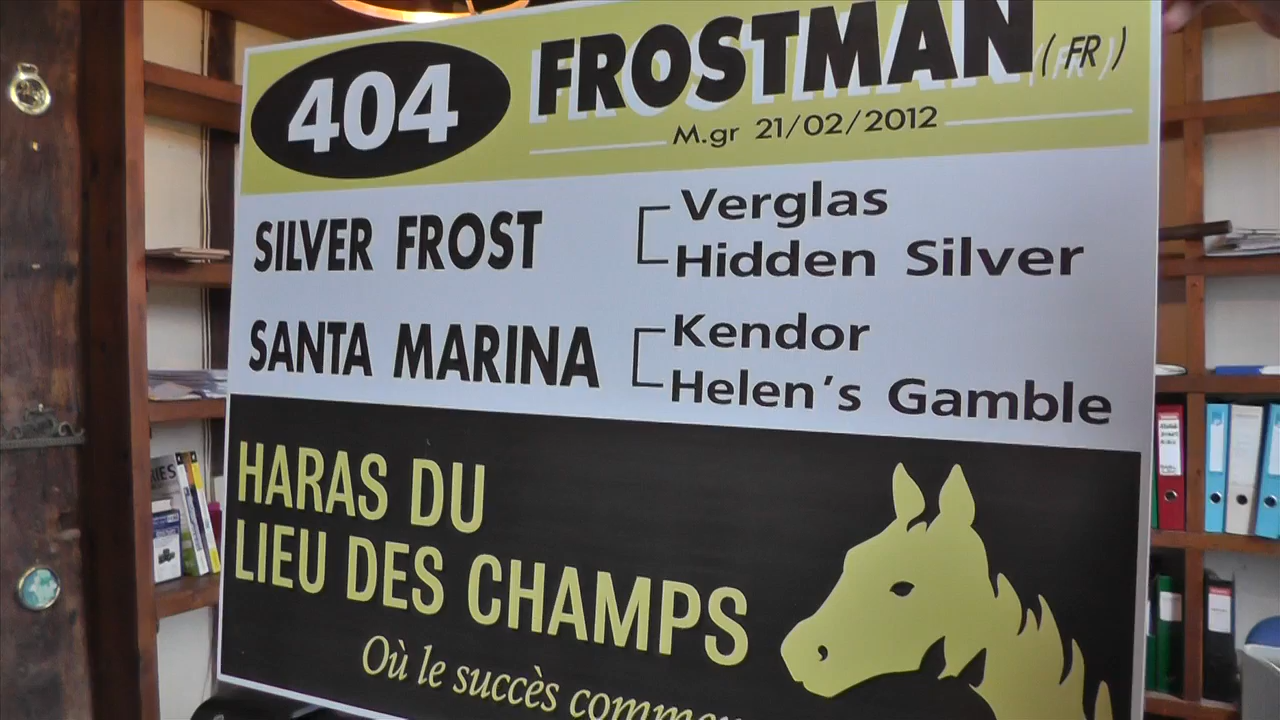 404
FROSTMAN (FR)
M.gr 21/02/2012
SILVER FROST
Verglas
Hidden Silver
SANTA MARINA
Kendor
Helen's Gamble
HARAS DU
LIEU DES CHAMPS
Où le succès